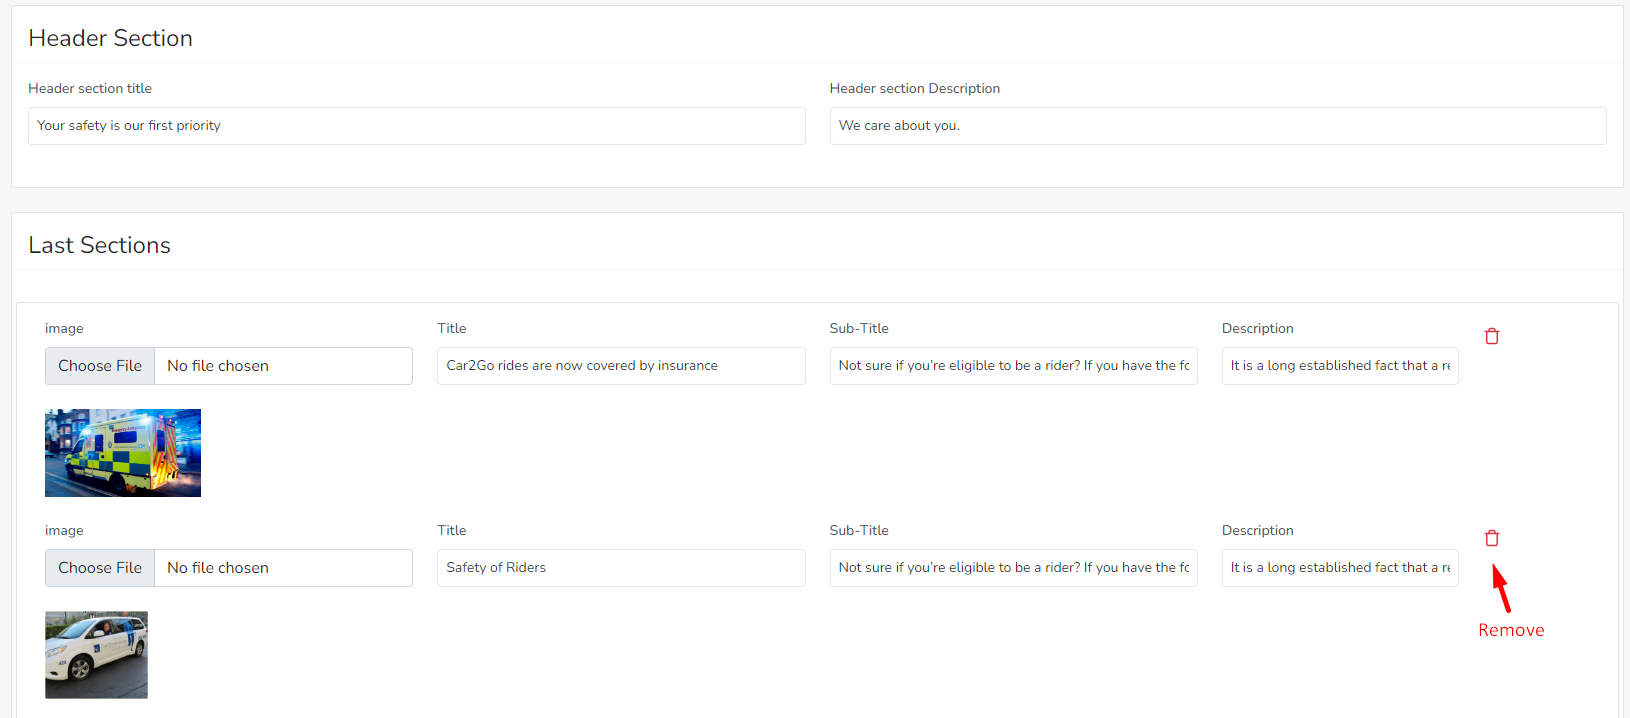 Header Section
Header section title
Header section Description
Your safety is our first priority
We care about you.
Last Sections
image
Title
Sub-Title
Description
Choose File No file chosen
Car2Go rides are now covered by insurance
Not sure if you’re eligible to be a rider? If you have the fc
It is a long established fact that a re
image
Title
Sub-Title
Description
Choose File No file chosen
Safety of Riders
Not sure if you’re eligible to be a rider? If you have the fc
It is a long established fact that a re
Remove